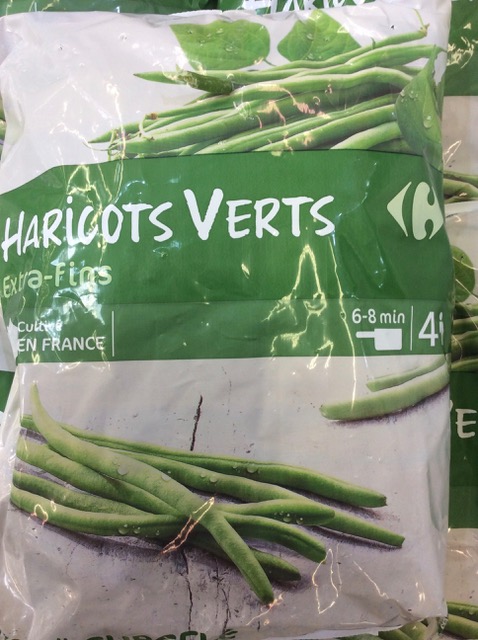 HARICOTS VERTS
Extra-Fins
Cultivé
EN FRANCE
6-8 min
4